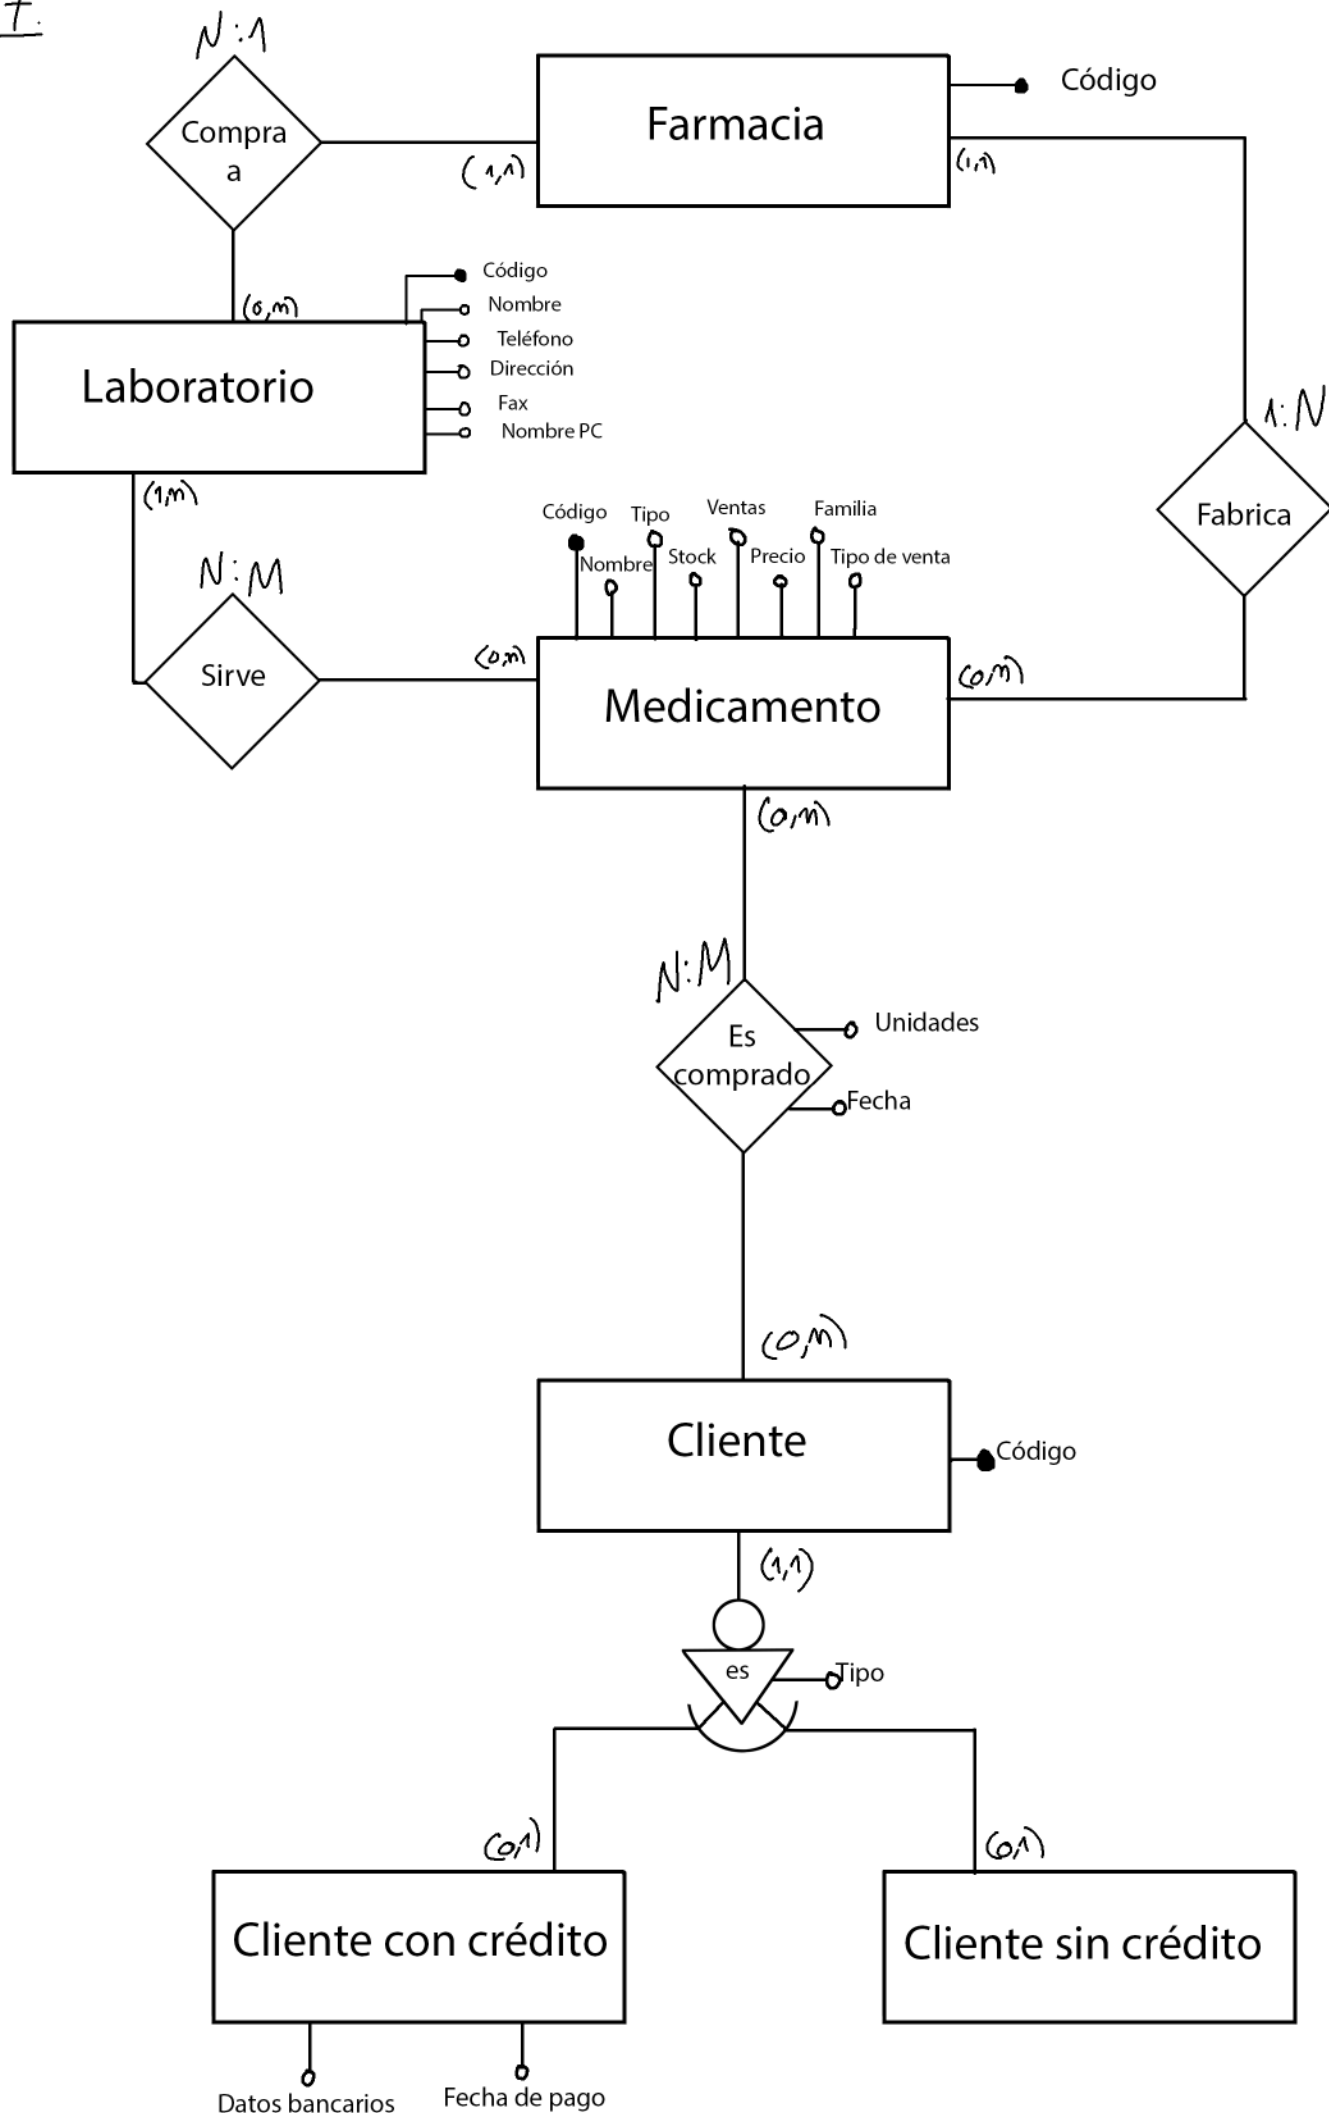 N:1
Compra
a
Farmacia
Código
(1,1)
(1,1)
(0,n)
Código
Nombre
Teléfono
Dirección
Fax
Nombre PC
Laboratorio
(1,n)
1:N
Fabrica
Código
Tipo
Ventas
Familia
Nombre
Stock
Precio
Tipo de venta
N:M
Sirve
(0,n)
(0,n)
Medicamento
(0,n)
N:M
Es
comprado
Unidades
Fecha
(0,n)
Cliente
Código
(1,1)
es
Tipo
(0,1)
(0,1)
Cliente con crédito
Cliente sin crédito
Datos bancarios
Fecha de pago